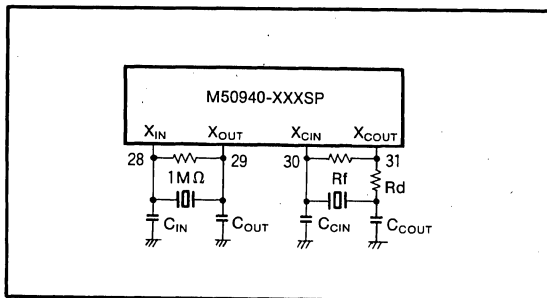 M50940-XXXSP
XIN XOUT XCIN XCOUT
28 29 30 31
1MΩ Rf Rd
CIN COUT CCIN CCOUT